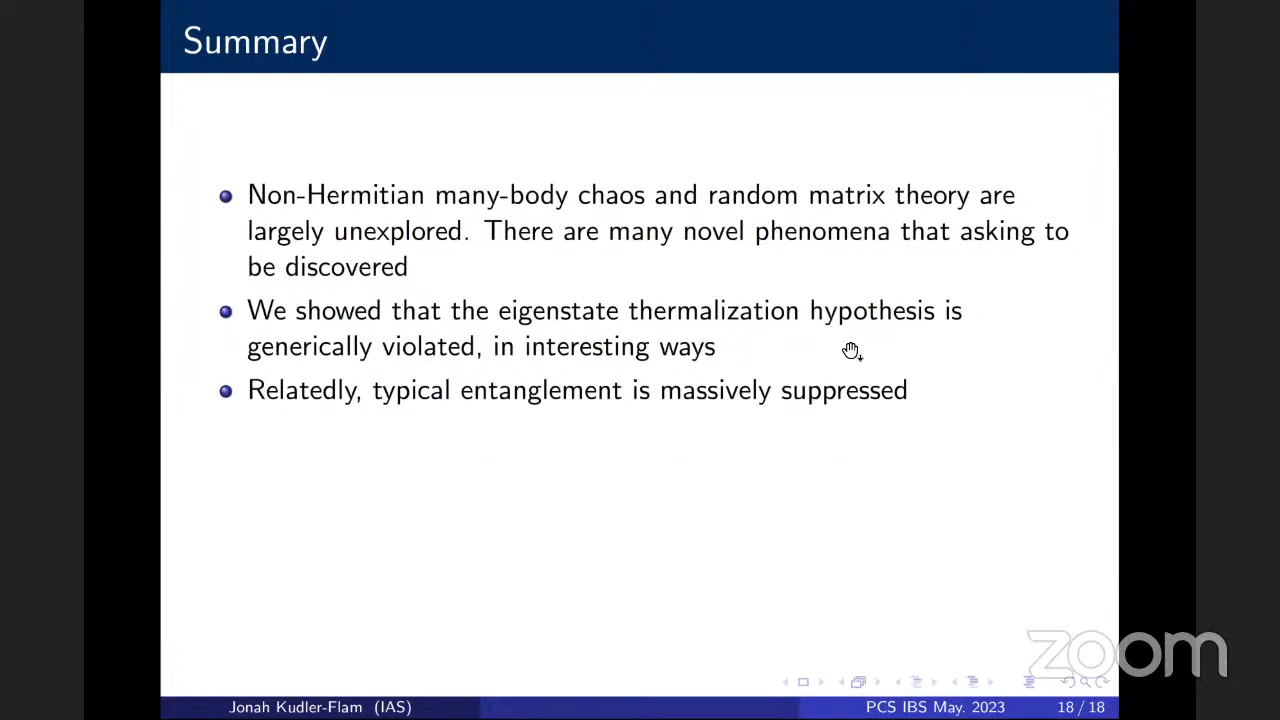 Summary
Non-Hermitian many-body chaos and random matrix theory are
largely unexplored. There are many novel phenomena that asking to
be discovered
We showed that the eigenstate thermalization hypothesis is
generically violated, in interesting ways
Relatedly, typical entanglement is massively suppressed
zoom
Jonah Kudler-Flam (IAS) PCS IBS May. 2023 18 / 18